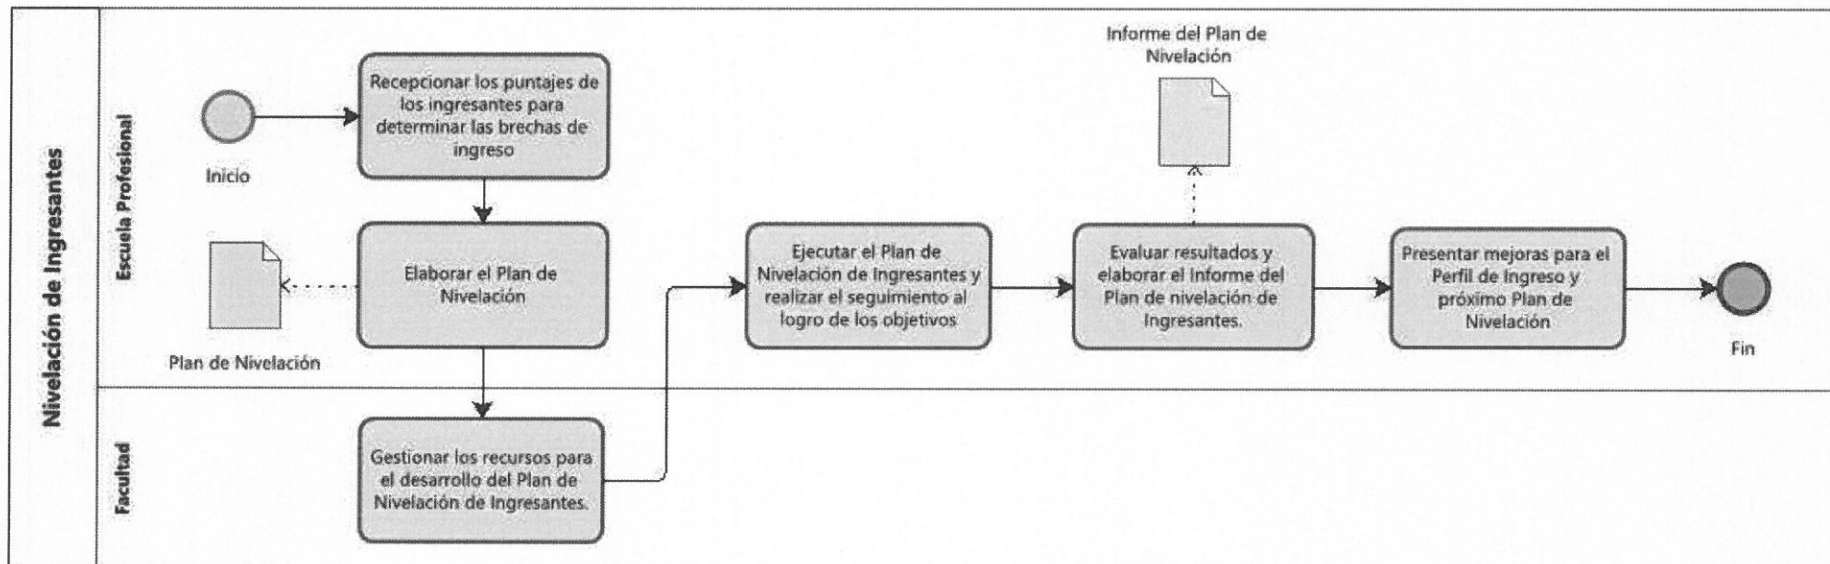 Nivelación de Ingresantes
Escuela Profesional
Inicio
Recepcionar los puntajes de
los ingresantes para
determinar las brechas de
ingreso
Elaborar el Plan de
Nivelación
Plan de Nivelación
Ejecutar el Plan de
Nivelación de Ingresantes y
realizar el seguimiento al
logro de los objetivos
Informe del Plan de
Nivelación
Evaluar resultados y
elaborar el Informe del
Plan de nivelación de
Ingresantes.
Presentar mejoras para el
Perfil de Ingreso y
próximo Plan de
Nivelación
Fin
Facultad
Gestionar los recursos para
el desarrollo del Plan de
Nivelación de Ingresantes.